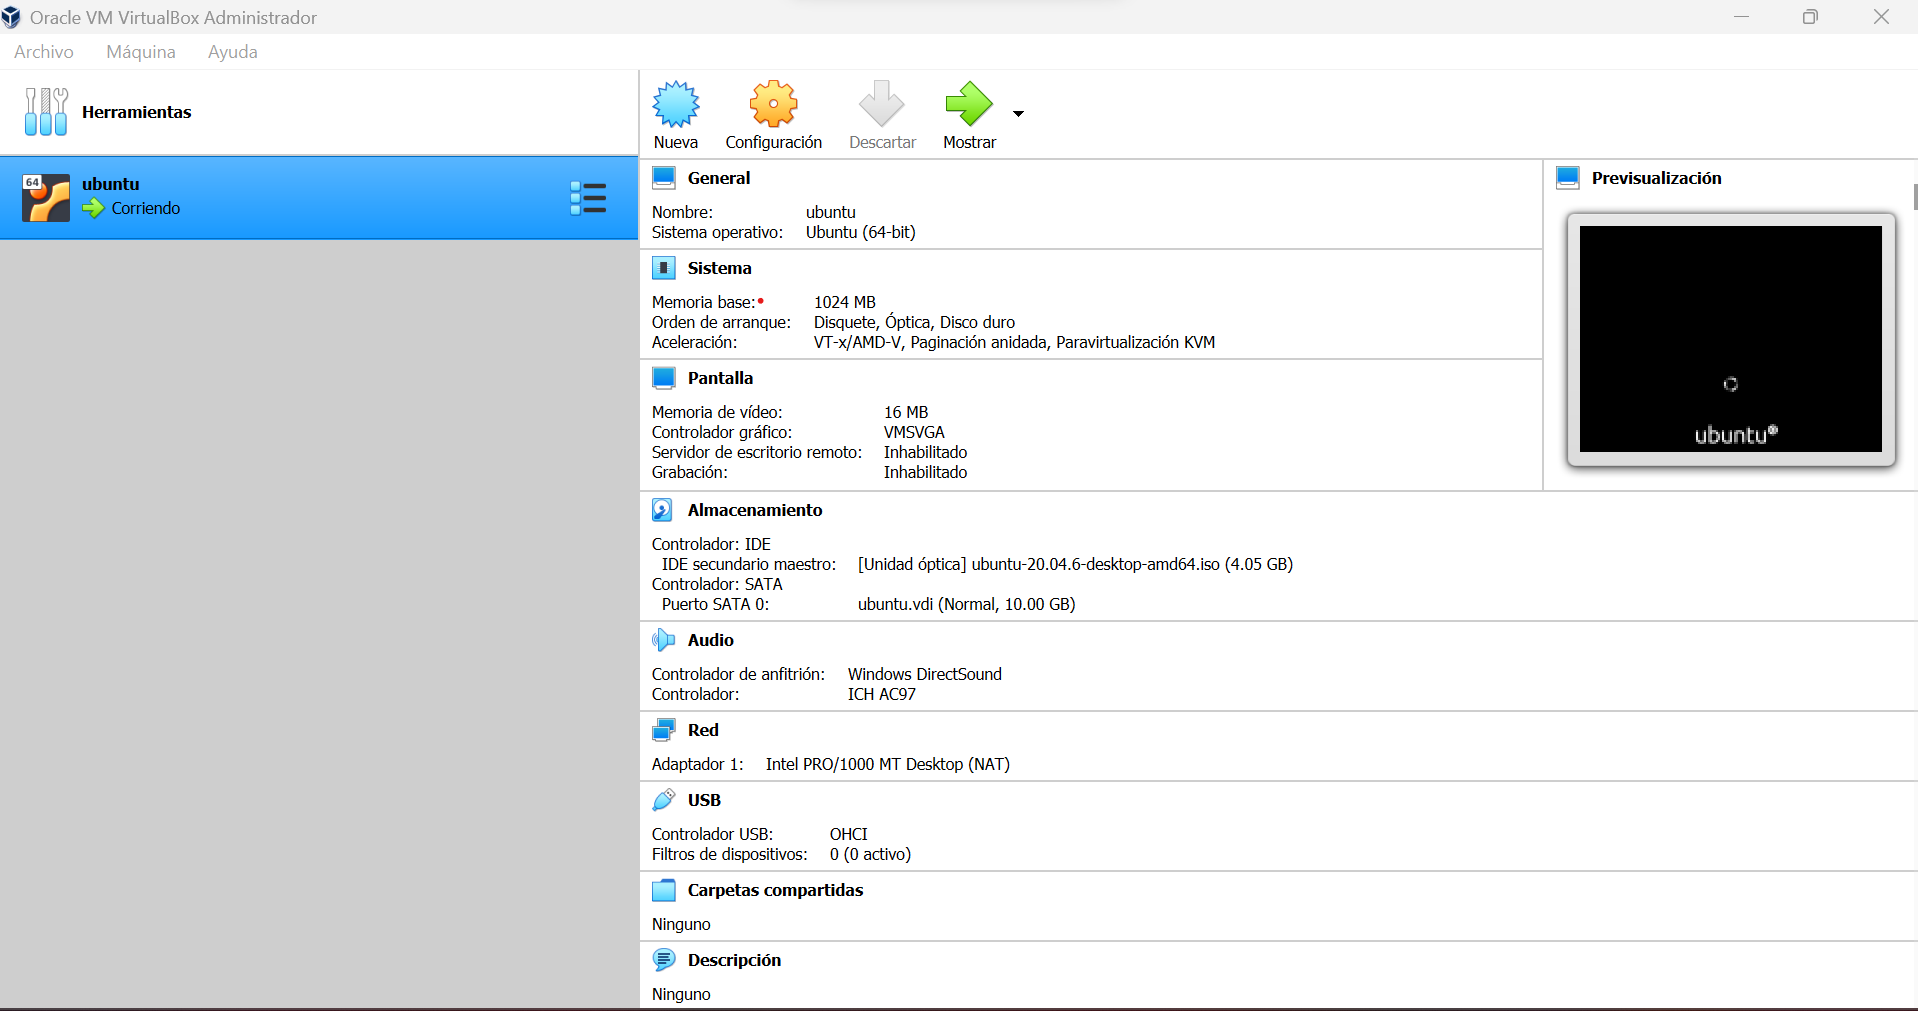 Oracle VM VirtualBox Administrador
Archivo Máquina Ayuda
Herramientas
64
ubuntu
Corriendo
Nueva Configuración Descartar Mostrar
General
Nombre: ubuntu
Sistema operativo: Ubuntu (64-bit)
Sistema
Memoria base: 1024 MB
Orden de arranque: Disquete, Óptica, Disco duro
Aceleración: VT-x/AMD-V, Paginación anidada, Paravirtualización KVM
Pantalla
Memoria de vídeo: 16 MB
Controlador gráfico: VMSVGA
Servidor de escritorio remoto: Inhabilitado
Grabación: Inhabilitado
Previsualización
ubuntu®
Almacenamiento
Controlador: IDE
IDE secundario maestro: [Unidad óptica] ubuntu-20.04.6-desktop-amd64.iso (4.05 GB)
Controlador: SATA
Puerto SATA 0: ubuntu.vdi (Normal, 10.00 GB)
Audio
Controlador de anfitrión: Windows DirectSound
Controlador: ICH AC97
Red
Adaptador 1: Intel PRO/1000 MT Desktop (NAT)
USB
Controlador USB: OHCI
Filtros de dispositivos: 0 (0 activo)
Carpetas compartidas
Ninguno
Descripción
Ninguno